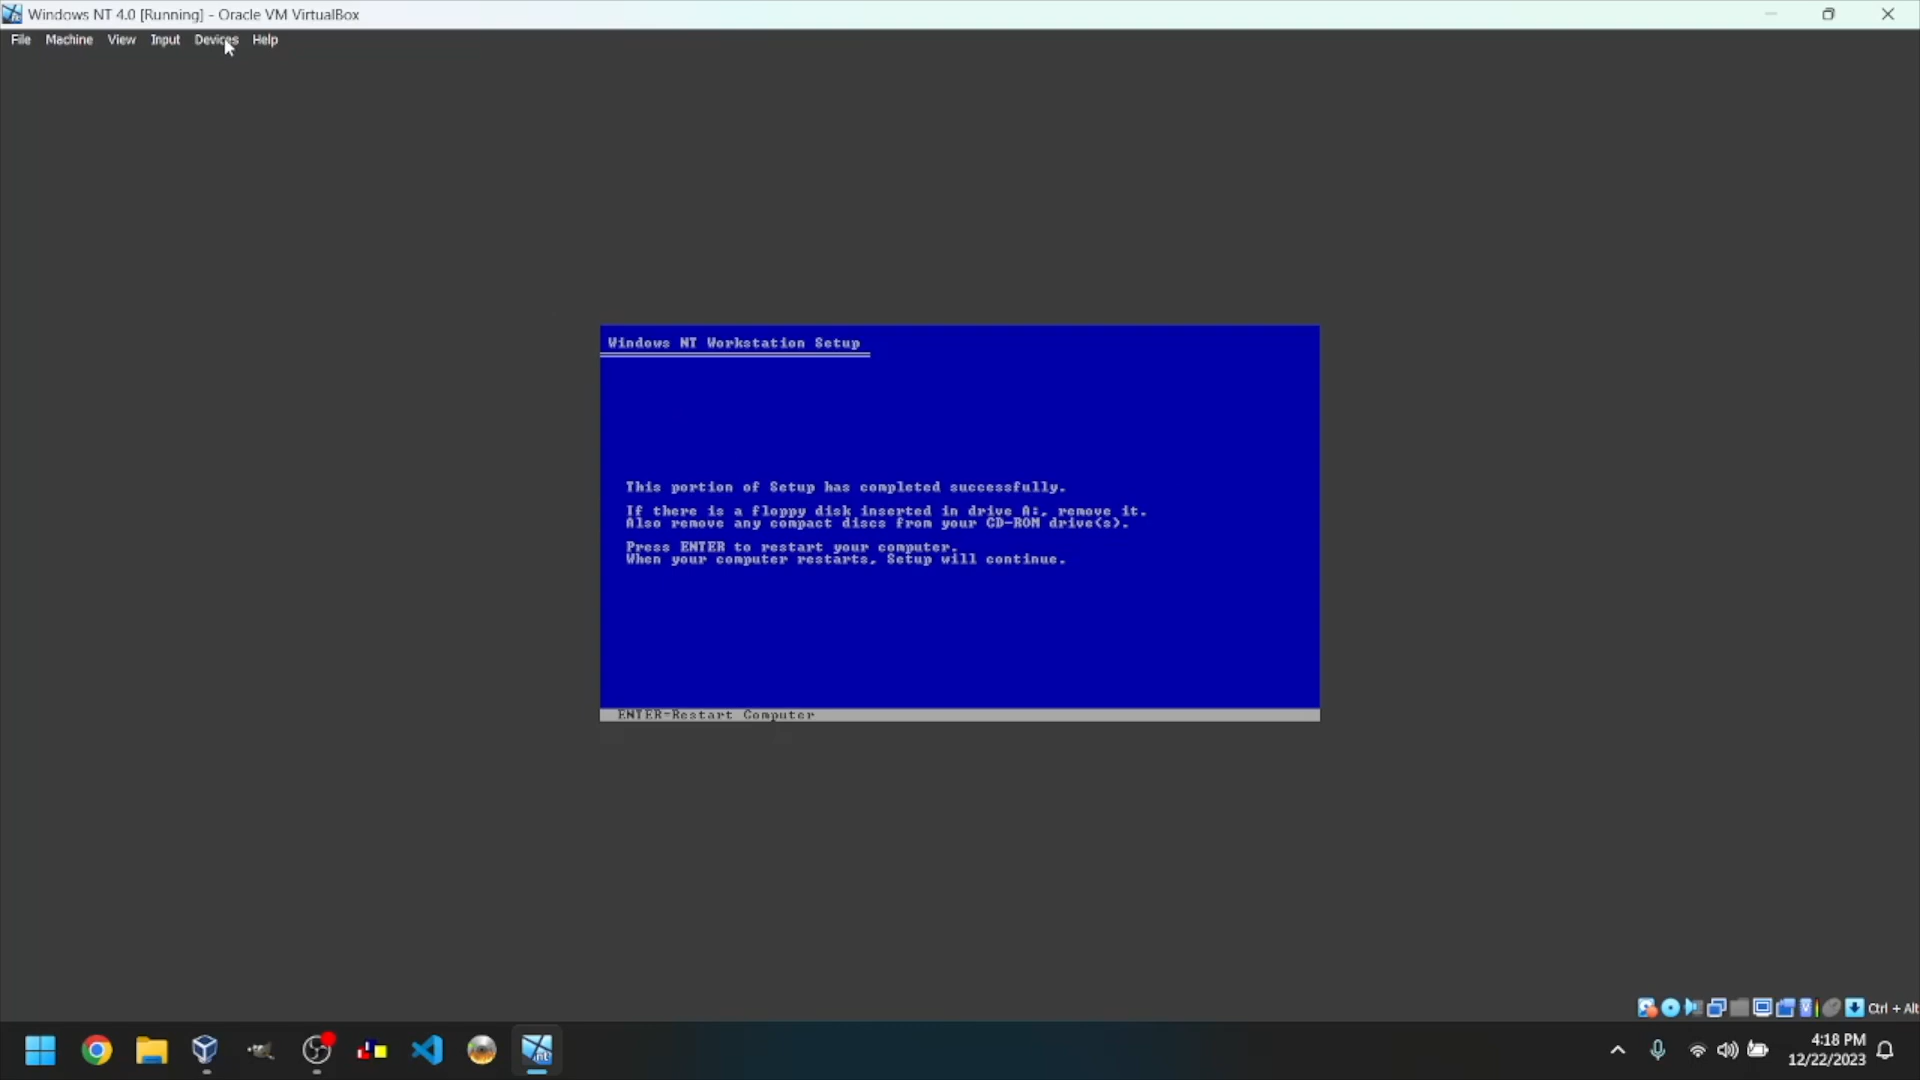 Windows NT 4.0 [Running] - Oracle VM VirtualBox
File Machine View Input Devices Help
Windows NT Workstation Setup
This portion of Setup has completed successfully.
If there is a floppy disk inserted in drive A:, remove it.
Also remove any compact discs from your CD-ROM drive(s).
Press ENTER to restart your computer.
When your computer restarts, Setup will continue.
ENTER=Restart Computer
Ctrl + Alt
nt
4:18 PM
12/22/2023